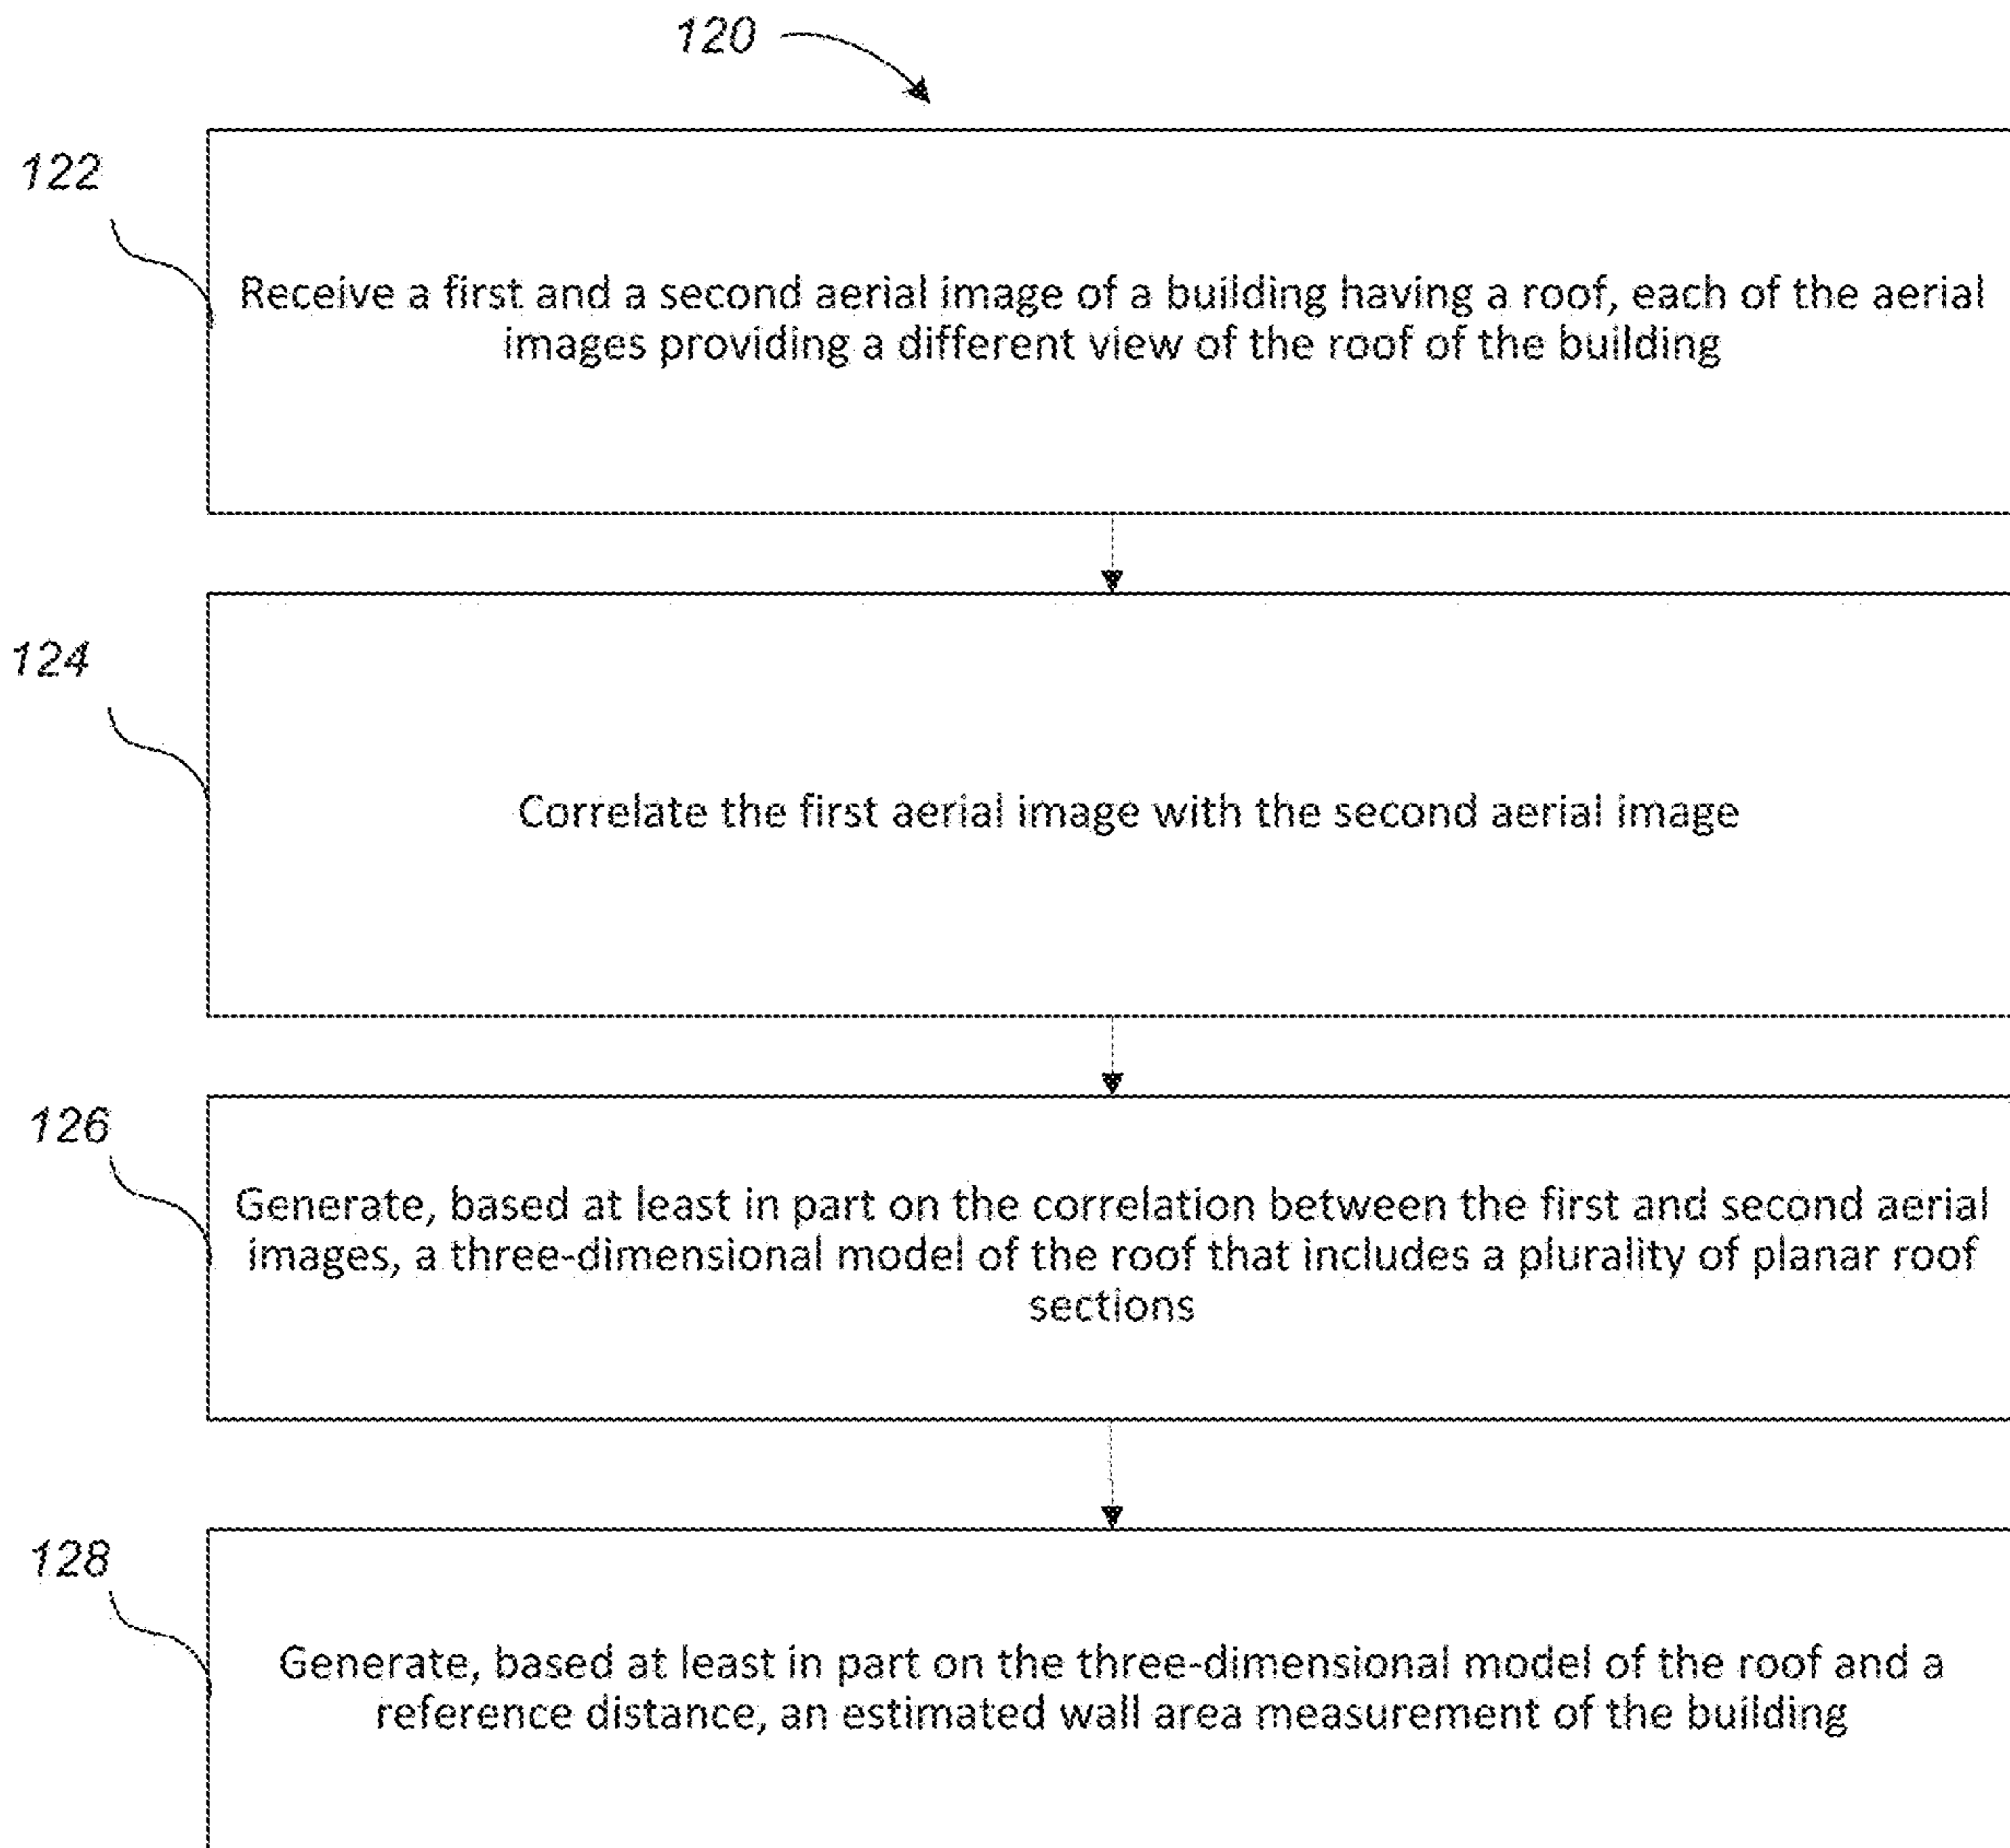 120
122
Receive a first and a second aerial image of a building having a roof, each of the aerial
images providing a different view of the roof of the building
124
Correlate the first aerial image with the second aerial image
126
Generate, based at least in part on the correlation between the first and second aerial
images, a three-dimensional model of the roof that includes a plurality of planar roof
sections
128
Generate, based at least in part on the three-dimensional model of the roof and a
reference distance, an estimated wall area measurement of the building